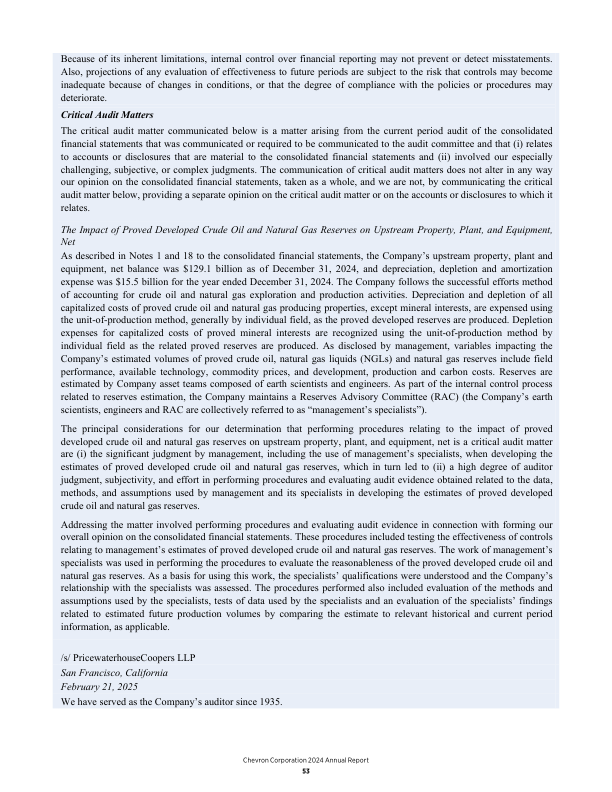 Because of its inherent limitations, internal control over financial reporting may not prevent or detect misstatements.
Also, projections of any evaluation of effectiveness to future periods are subject to the risk that controls may become
inadequate because of changes in conditions, or that the degree of compliance with the policies or procedures may
deteriorate.
Critical Audit Matters
The critical audit matter communicated below is a matter arising from the current period audit of the consolidated
financial statements that was communicated or required to be communicated to the audit committee and that (i) relates
to accounts or disclosures that are material to the consolidated financial statements and (ii) involved our especially
challenging, subjective, or complex judgments. The communication of critical audit matters does not alter in any way
our opinion on the consolidated financial statements, taken as a whole, and we are not, by communicating the critical
audit matter below, providing a separate opinion on the critical audit matter or on the accounts or disclosures to which it
relates.
The Impact of Proved Developed Crude Oil and Natural Gas Reserves on Upstream Property, Plant, and Equipment,
Net
As described in Notes 1 and 18 to the consolidated financial statements, the Company's upstream property, plant and
equipment, net balance was $129.1 billion as of December 31, 2024, and depreciation, depletion and amortization
expense was $15.5 billion for the year ended December 31, 2024. The Company follows the successful efforts method
of accounting for crude oil and natural gas exploration and production activities. Depreciation and depletion of all
capitalized costs of proved crude oil and natural gas producing properties, except mineral interests, are expensed using
the unit-of-production method, generally by individual field, as the proved developed reserves are produced. Depletion
expenses for capitalized costs of proved mineral interests are recognized using the unit-of-production method by
individual field as the related proved reserves are produced. As disclosed by management, variables impacting the
Company's estimated volumes of proved crude oil, natural gas liquids (NGLs) and natural gas reserves include field
performance, available technology, commodity prices, and development, production and carbon costs. Reserves are
estimated by Company asset teams composed of earth scientists and engineers. As part of the internal control process
related to reserves estimation, the Company maintains a Reserves Advisory Committee (RAC) (the Company's earth
scientists, engineers and RAC are collectively referred to as “management's specialists”).
The principal considerations for our determination that performing procedures relating to the impact of proved
developed crude oil and natural gas reserves on upstream property, plant, and equipment, net is a critical audit matter
are (i) the significant judgment by management, including the use of management's specialists, when developing the
estimates of proved developed crude oil and natural gas reserves, which in turn led to (ii) a high degree of auditor
judgment, subjectivity, and effort in performing procedures and evaluating audit evidence obtained related to the data,
methods, and assumptions used by management and its specialists in developing the estimates of proved developed
crude oil and natural gas reserves.
Addressing the matter involved performing procedures and evaluating audit evidence in connection with forming our
overall opinion on the consolidated financial statements. These procedures included testing the effectiveness of controls
relating to management's estimates of proved developed crude oil and natural gas reserves. The work of management's
specialists was used in performing the procedures to evaluate the reasonableness of the proved developed crude oil and
natural gas reserves. As a basis for using this work, the specialists' qualifications were understood and the Company's
relationship with the specialists was assessed. The procedures performed also included evaluation of the methods and
assumptions used by the specialists, tests of data used by the specialists and an evaluation of the specialists' findings
related to estimated future production volumes by comparing the estimate to relevant historical and current period
information, as applicable.
/s/ PricewaterhouseCoopers LLP
San Francisco, California
February 21, 2025
We have served as the Company's auditor since 1935.
Chevron Corporation 2024 Annual Report
53